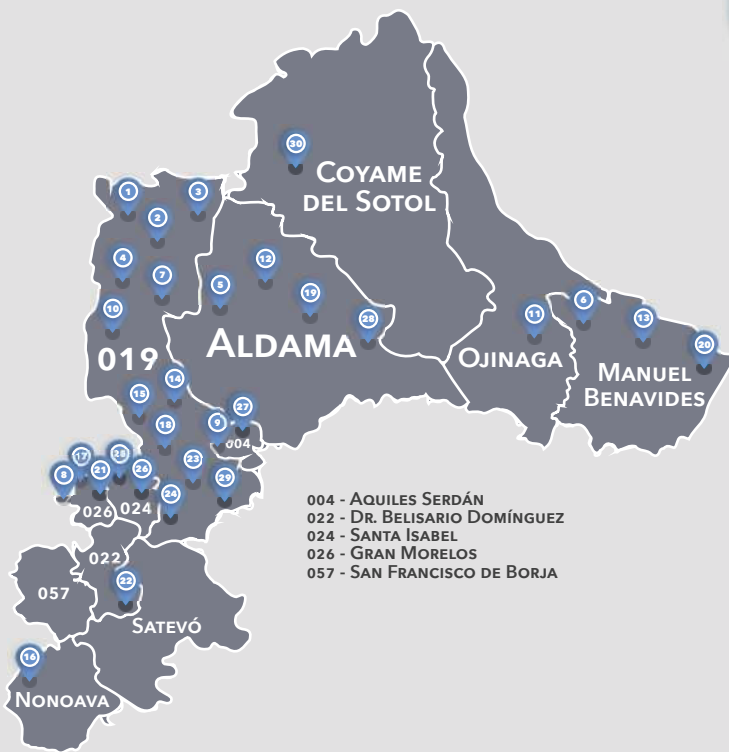 30
COYAME
DEL SOTOL
1
3
2
4
7
12
5
19
10
28
6
11
13
20
019
ALDAMA
OJINAGA
MANUEL
BENAVIDES
14
15
27
9
18
004
17
25
23
8
21
26
29
24
026
024
004 - AQUILES SERDÁN
022 - DR. BELISARIO DOMÍNGUEZ
024 - SANTA ISABEL
026 - GRAN MORELOS
057 - SAN FRANCISCO DE BORJA
022
057
22
SATEVÓ
16
NONOAVA